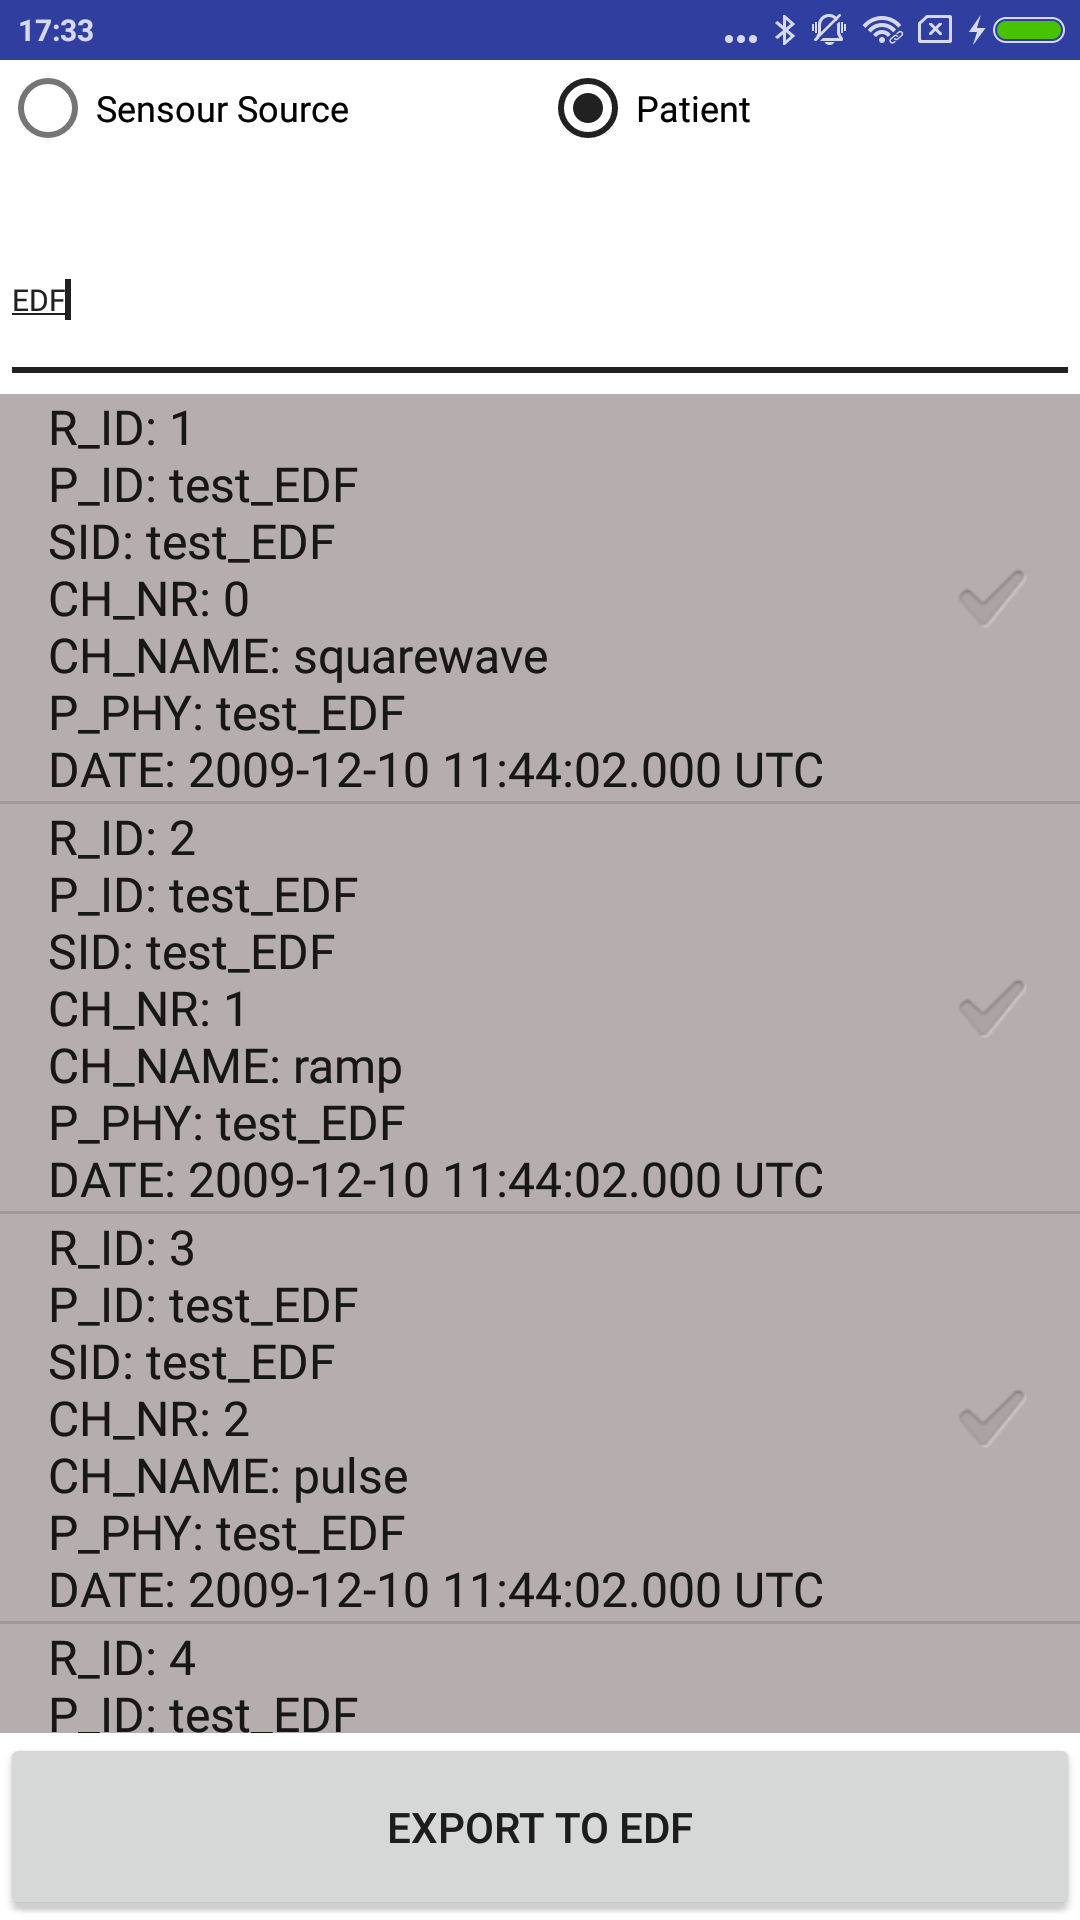 17:33
Sensour Source
Patient
EDF
R_ID: 1
P_ID: test_EDF
SID: test_EDF
CH_NR: 0
CH_NAME: squarewave
P_PHY: test_EDF
DATE: 2009-12-10 11:44:02.000 UTC
R_ID: 2
P_ID: test_EDF
SID: test_EDF
CH_NR: 1
CH_NAME: ramp
P_PHY: test_EDF
DATE: 2009-12-10 11:44:02.000 UTC
R_ID: 3
P_ID: test_EDF
SID: test_EDF
CH_NR: 2
CH_NAME: pulse
P_PHY: test_EDF
DATE: 2009-12-10 11:44:02.000 UTC
R_ID: 4
P_ID: test_EDF
EXPORT TO EDF